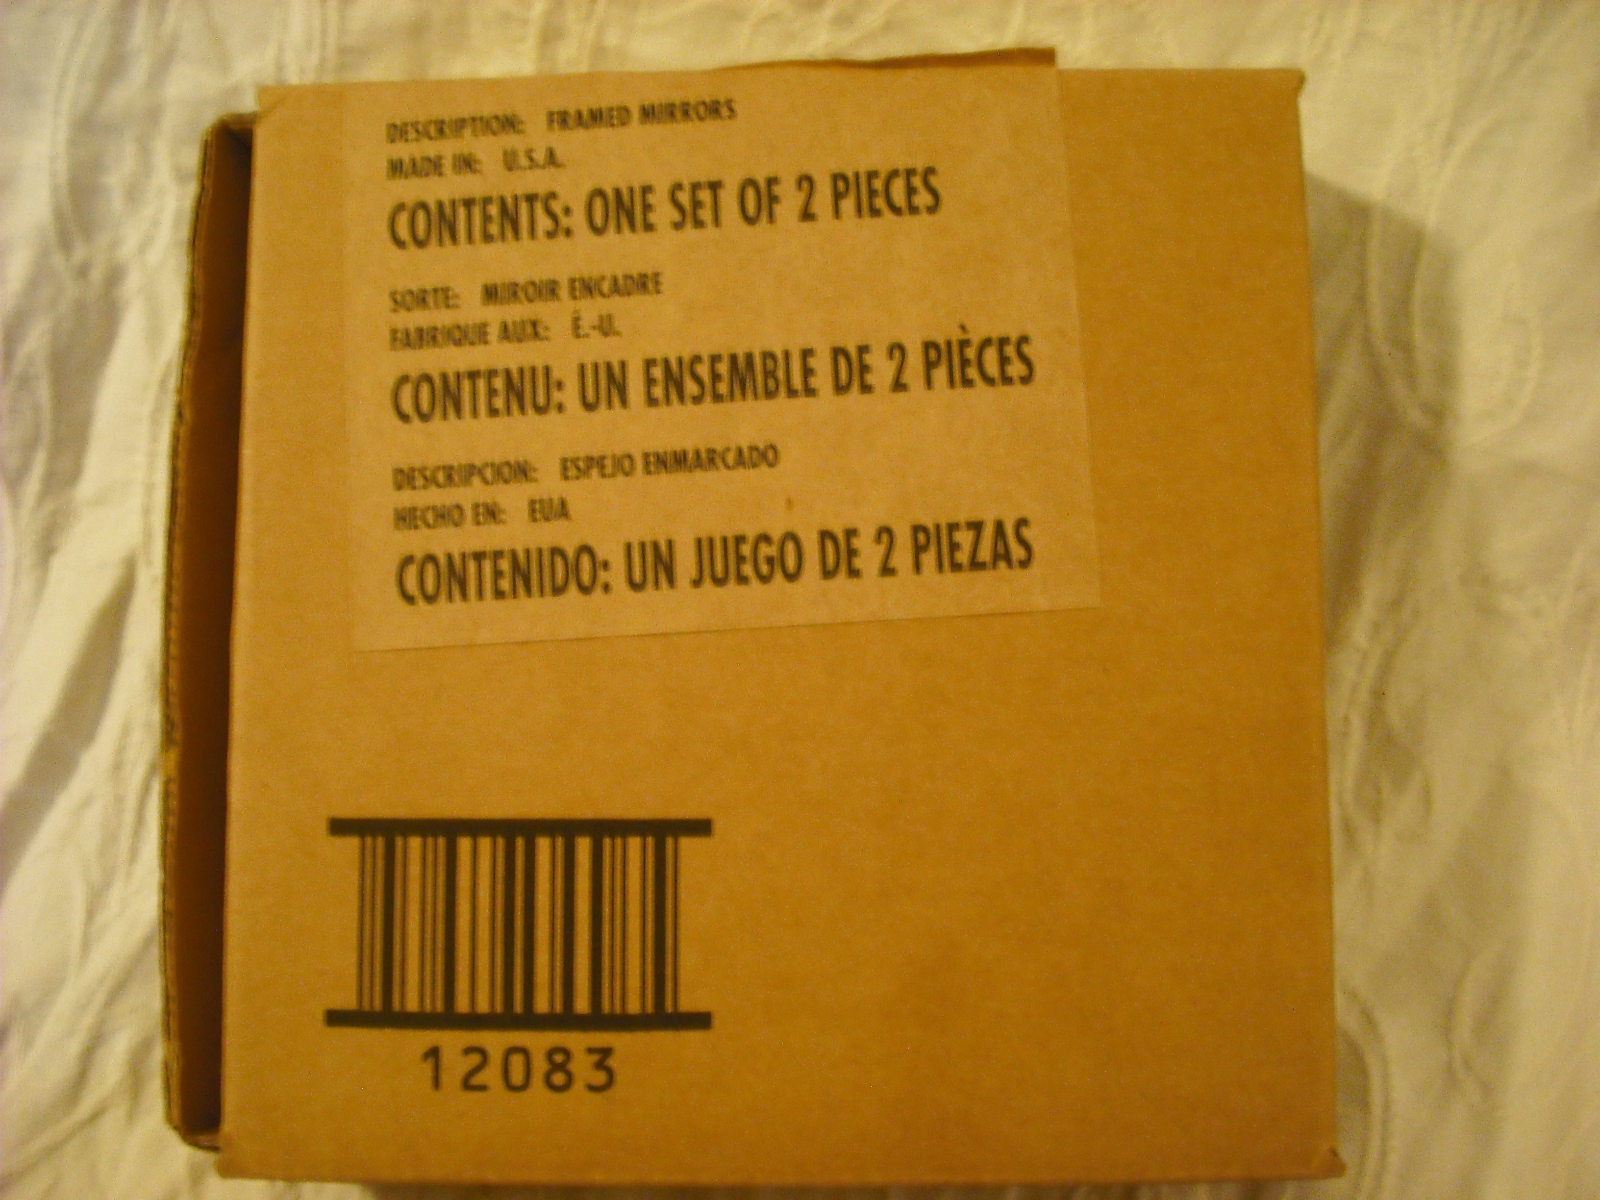 DESCRIPTION: FRAMED MIRRORS
MADE IN: U.S.A.
CONTENTS: ONE SET OF 2 PIECES
SORTE: MIROIR ENCADRE
FABRIQUE AUX: É.-U.
CONTENU: UN ENSEMBLE DE 2 PIÈCES
DESCRIPCION: ESPEJO ENMARCADO
HECHO EN: EUA
CONTENIDO: UN JUEGO DE 2 PIEZAS
12083